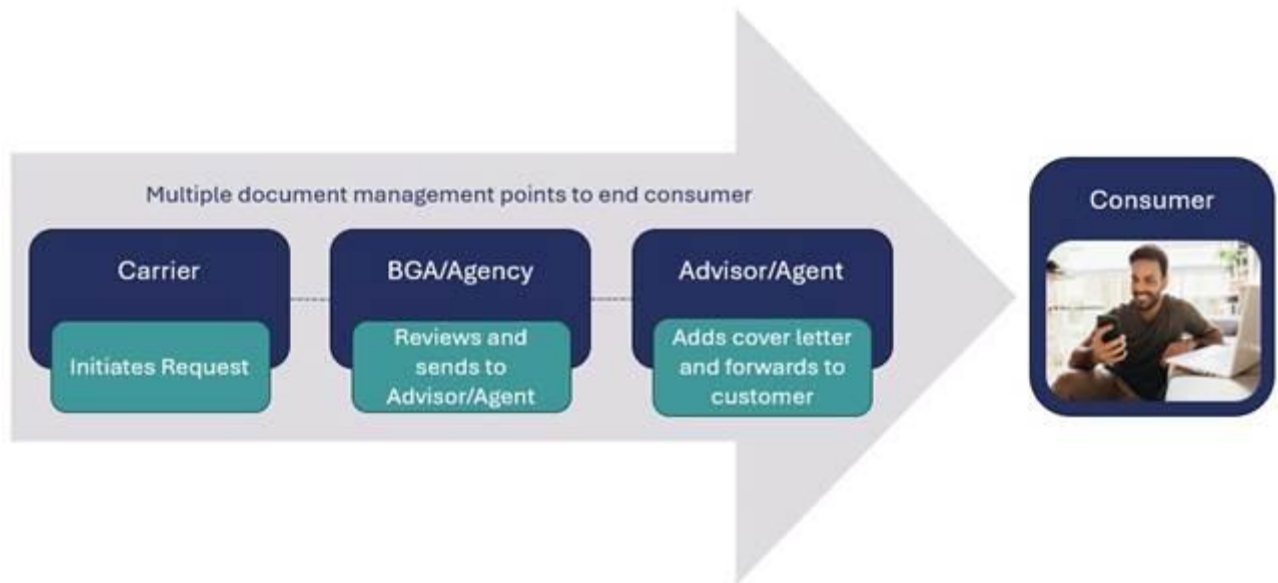 Multiple document management points to end consumer
Carrier
Initiates Request
BGA/Agency
Reviews and
sends to
Advisor/Agent
Advisor/Agent
Adds cover letter
and forwards to
customer
Consumer